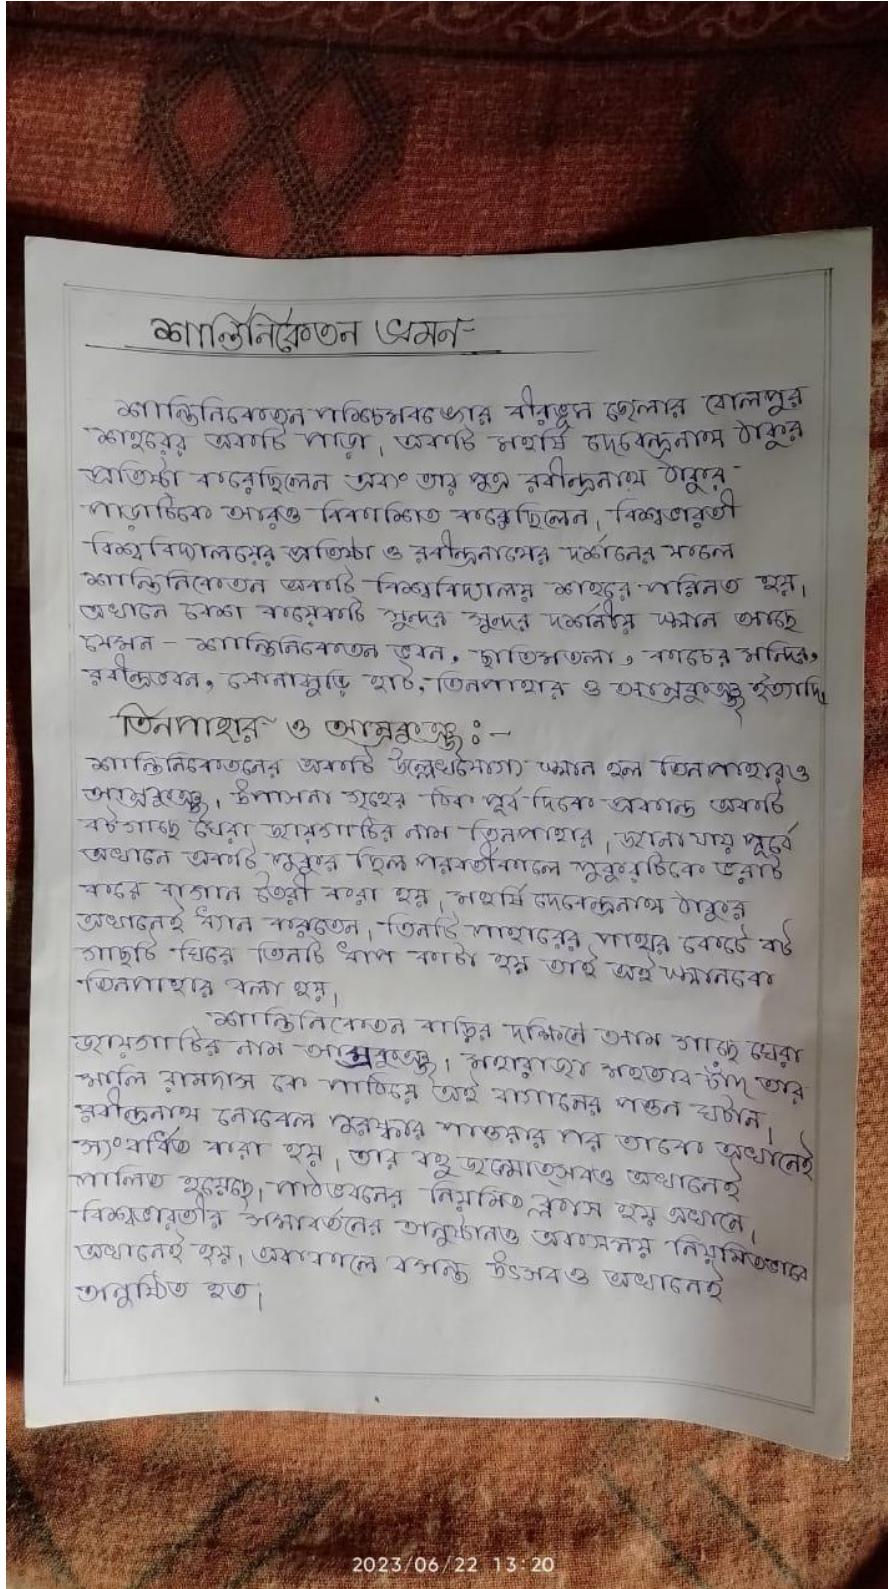 শান্তিনিকেতন ভ্রমন
শান্তিনিকেতন পশ্চিমবঙ্গের বীরভূম জেলার বোলপুর
শহরের একটি পাড়া। একটি মহর্ষি দেবেন্দ্রনাথ ঠাকুর
প্রতিষ্ঠা করেছিলেন এবং তার পুত্র রবীন্দ্রনাথ ঠাকুর
পাড়াটিকে আরও বিকাশিত করেছিলেন। বিশ্বভারতী
বিশ্ববিদ্যালয়ের প্রতিষ্ঠা ও রবীন্দ্রনাথের দর্শনের ফলে
শান্তিনিকেতন একটি বিশ্ববিদ্যালয় শহরে পরিনত হয়।
এখানে বেশ কয়েকটি সুন্দর সুন্দর দর্শনীয় স্থান আছে
যেমন - শান্তিনিকেতন ভবন, ছাতিমতলা, কাচের মন্দির,
রবীন্দ্রভবন, সোনাঝুড়ি হাট, তিনপাহার ও আম্রকুঞ্জ ইত্যাদি।
তিনপাহার ও আম্রকুঞ্জ :-
শান্তিনিকেতনের একটি উল্লেখযোগ্য স্থান হল তিনপাহার ও
আম্রকুঞ্জ। উপাসনা গৃহের ঠিক পূর্ব দিকে প্রকান্ড একটি
বটগাছে ঘেরা জায়গাটির নাম তিনপাহার। জানা যায় পূর্বে
এখানে একটি পুকুর ছিল পরবর্তীকালে পুকুরটিকে ভরাট
করে বাগান তৈরী করা হয়। মহর্ষি দেবেন্দ্রনাথ ঠাকুর
এখানেই ধ্যান করতেন। তিনটি পাহারের পাথর কেটে বট
গাছটি ঘিরে তিনটি ধাপ কাটা হয় তাই এই স্থানকে
তিনপাহার বলা হয়।
শান্তিনিকেতন বাড়ির দক্ষিনে আম গাছে ঘেরা
জায়গাটির নাম আম্রকুঞ্জ। মহারাজা মহতাব চাঁদ তার
মালি রামদাস কে পাঠিয়ে এই বাগানের পত্তন ঘটান।
রবীন্দ্রনাথ নোবেল পুরস্কার পাওয়ার পর তাকে এখানেই
সংবর্ধিত করা হয়। তার বহু জন্মোত্সবও এখানেই
পালিত হয়েছে। পাঠভবনের নিয়মিত ক্লাস হয় এখানে।
বিশ্বভারতীর সমাবর্তনের অনুষ্ঠানও একসময় নিয়মিতভাবে
এখানেই হয়। এককালে বসন্ত উৎসবও এখানেই
অনুষ্ঠিত হত।
2023/06/22 13:20